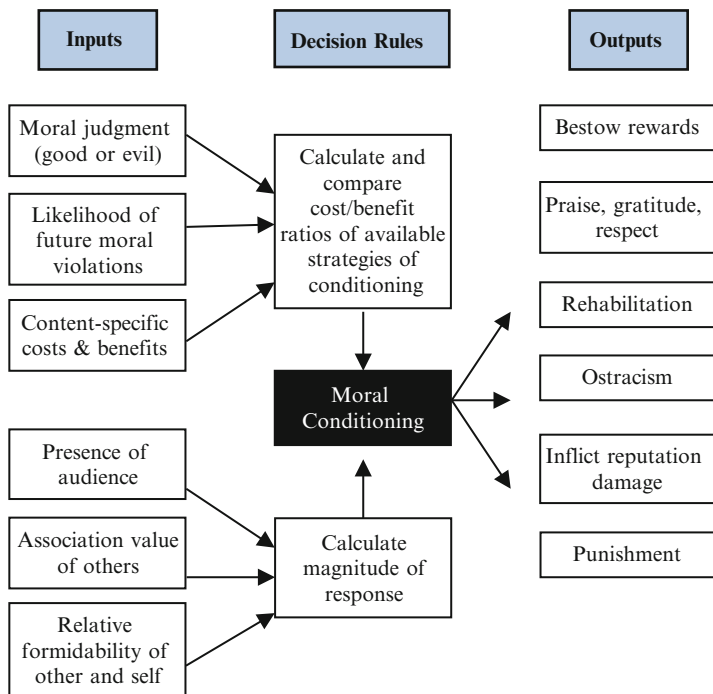 Inputs
Decision Rules
Outputs
Moral judgment
(good or evil)
Likelihood of
future moral
violations
Content-specific
costs & benefits
Presence of
audience
Association value
of others
Relative
formidability of
other and self
Calculate and
compare
cost/benefit
ratios of available
strategies of
conditioning
Moral
Conditioning
Calculate
magnitude of
response
Bestow rewards
Praise, gratitude,
respect
Rehabilitation
Ostracism
Inflict reputation
damage
Punishment